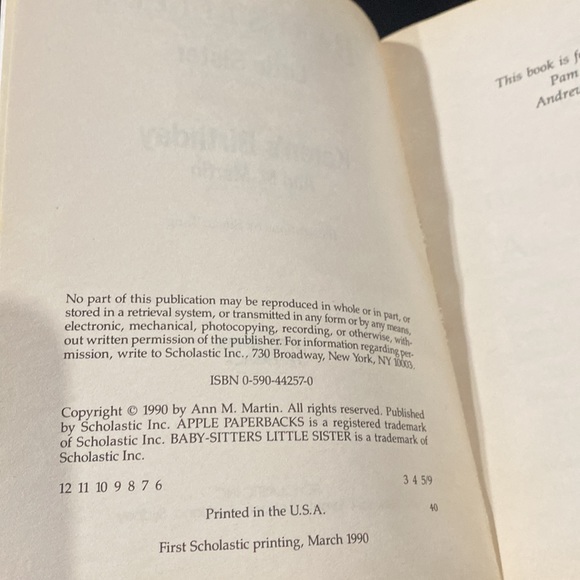 This book is f
Pam
Andrew
No part of this publication may be reproduced in whole or in part, or
stored in a retrieval system, or transmitted in any form or by any means,
electronic, mechanical, photocopying, recording, or otherwise, with-
out written permission of the publisher. For information regarding per-
mission, write to Scholastic Inc., 730 Broadway, New York, NY 10003.
ISBN 0-590-44257-0
Copyright © 1990 by Ann M. Martin. All rights reserved. Published
by Scholastic Inc. APPLE PAPERBACKS is a registered trademark
of Scholastic Inc. BABY-SITTERS LITTLE SISTER is a trademark of
Scholastic Inc.
12 11 10 9 8 7 6 3 4 5/9
Printed in the U.S.A. 40
First Scholastic printing, March 1990